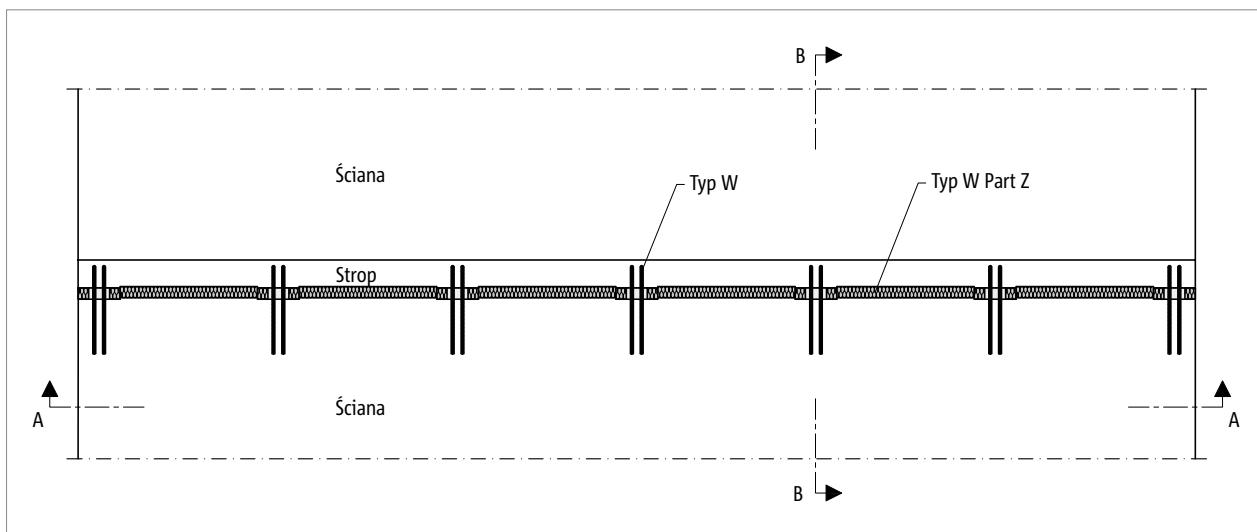 B
Ściana
Typ W
Typ W Part Z
Strop
A
Ściana
A
B